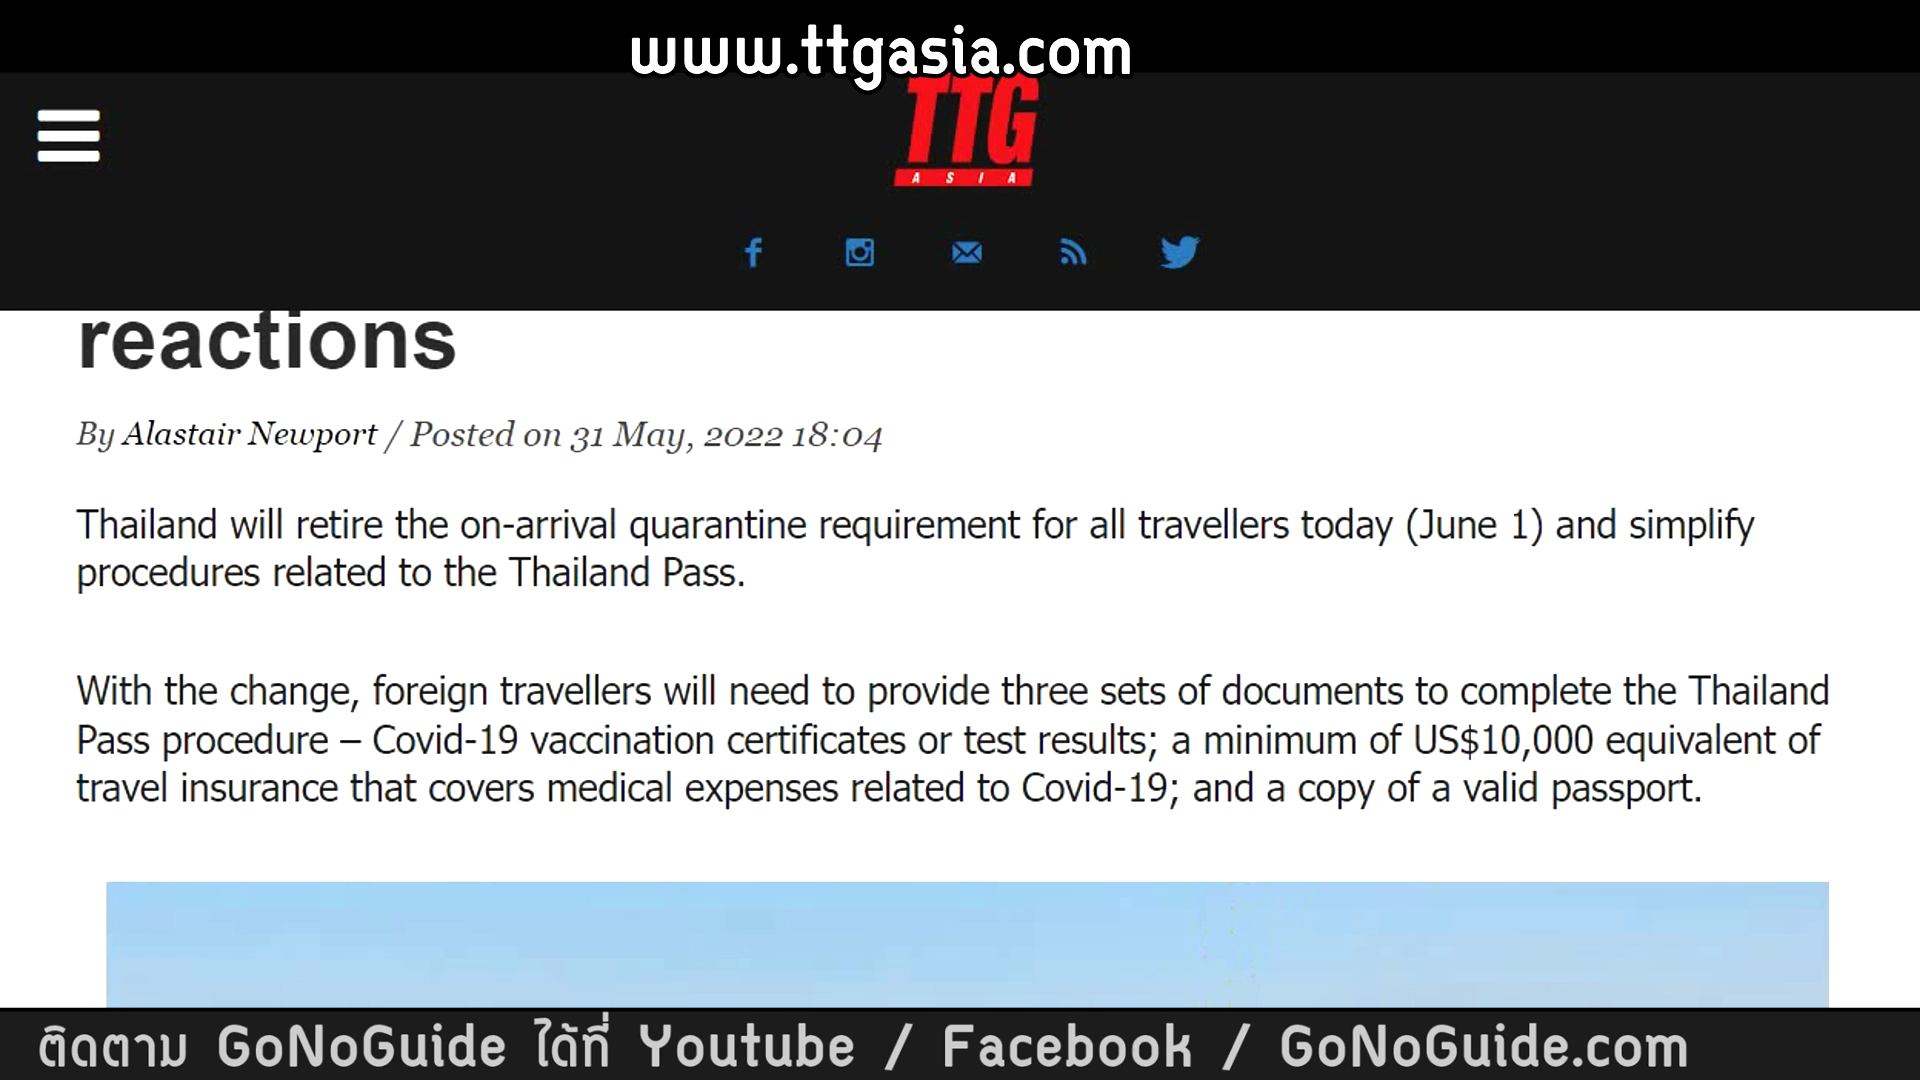 www.ttgasia.com
TTG
ASIA
reactions
By Alastair Newport / Posted on 31 May, 2022 18:04
Thailand will retire the on-arrival quarantine requirement for all travellers today (June 1) and simplify
procedures related to the Thailand Pass.
With the change, foreign travellers will need to provide three sets of documents to complete the Thailand
Pass procedure – Covid-19 vaccination certificates or test results; a minimum of US$10,000 equivalent of
travel insurance that covers medical expenses related to Covid-19; and a copy of a valid passport.
ติดตาม GoNoGuide ได้ที่ Youtube / Facebook / GoNoGuide.com